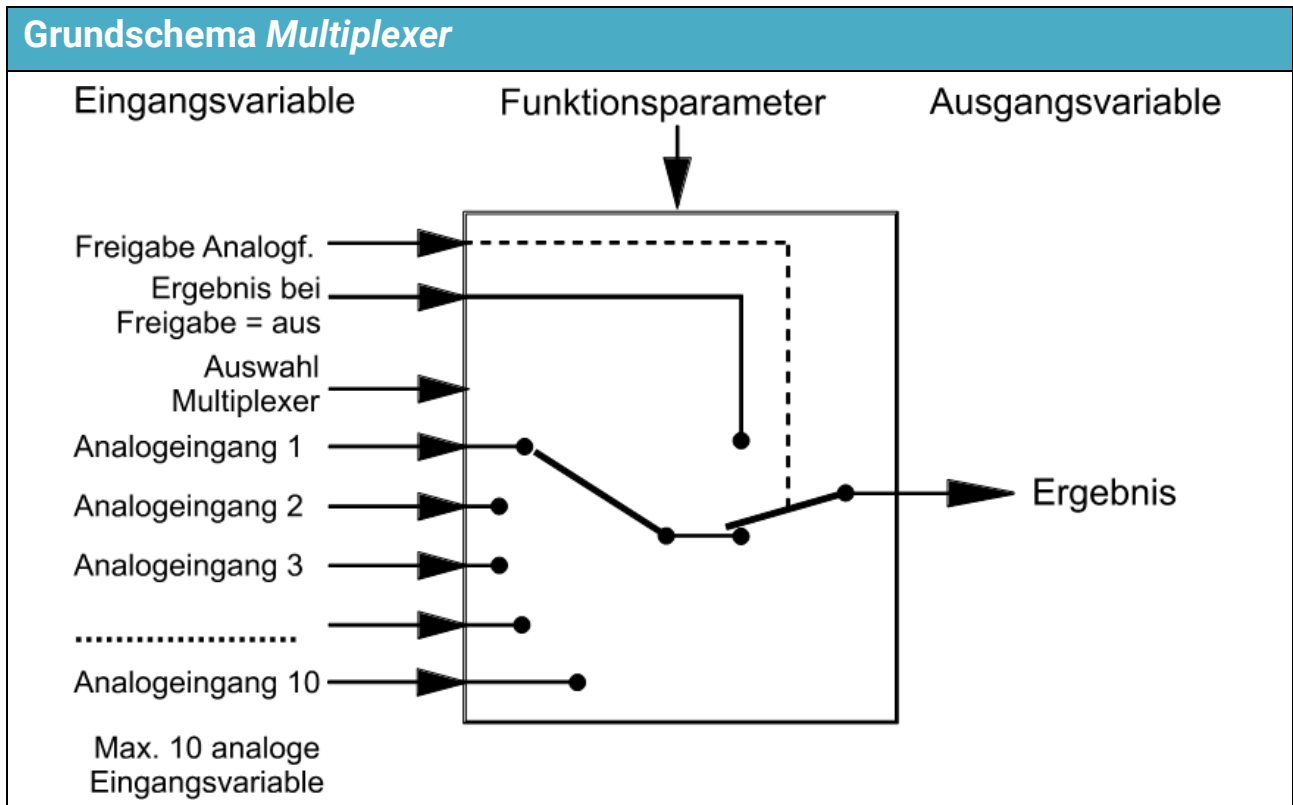 Grundschema Multiplexer
Eingangsvariable
Funktionsparameter
Ausgangsvariable
Freigabe Analogf.
Ergebnis bei
Freigabe = aus
Auswahl
Multiplexer
Analogeingang 1
Analogeingang 2
Ergebnis
Analogeingang 3
......................
Analogeingang 10
Max. 10 analoge
Eingangsvariable